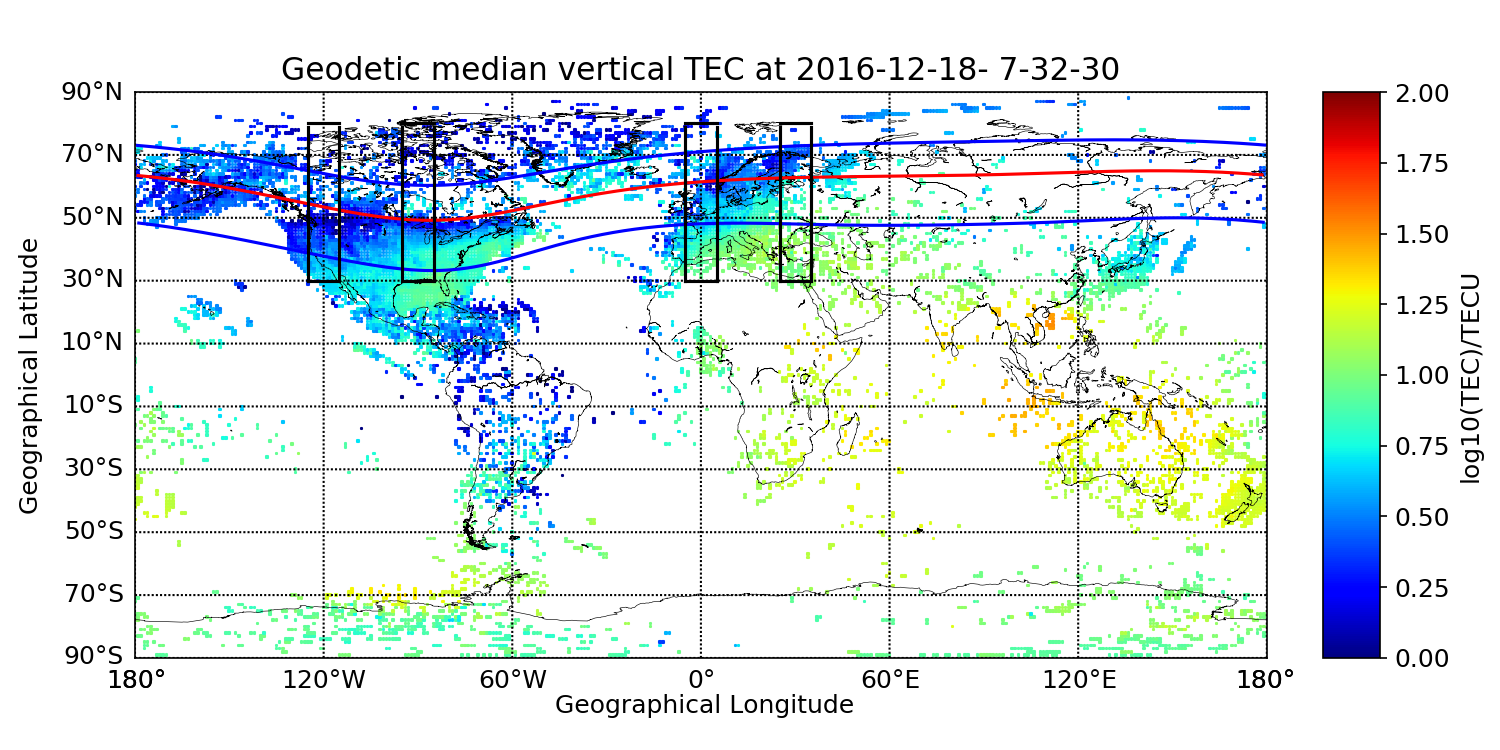 Geodetic median vertical TEC at 2016-12-18- 7-32-30
90°N
70°N
50°N
30°N
10°N
10°S
30°S
50°S
70°S
90°S
Geographical Latitude
180°
120°W
60°W
0°
60°E
120°E
180°
Geographical Longitude
2.00
1.75
1.50
1.25
1.00
0.75
0.50
0.25
0.00
log10(TEC)/TECU